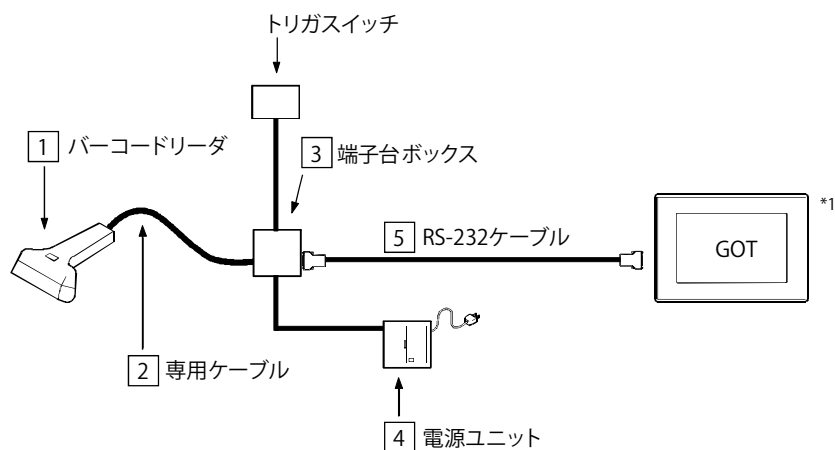 トリガスイッチ
1 バーコードリーダ
3 端子台ボックス
*1
5 RS-232ケーブル
GOT
2 専用ケーブル
4 電源ユニット